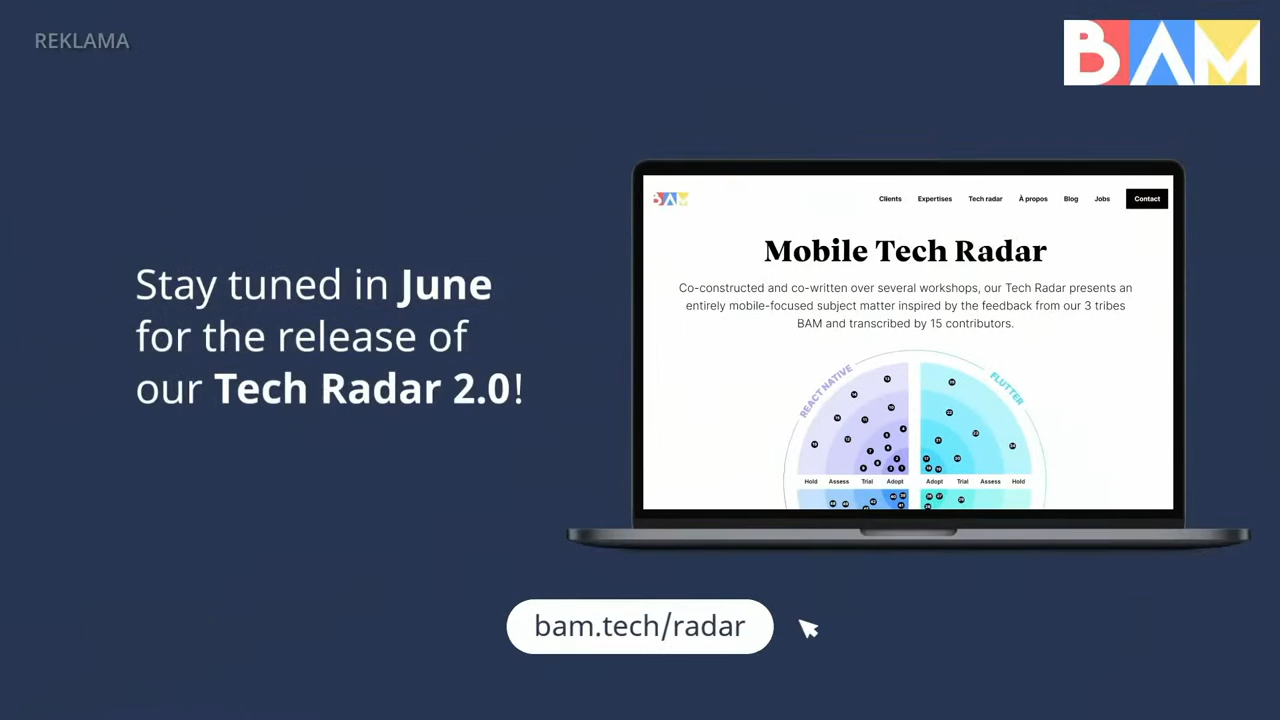 REKLAMA
BAM
Stay tuned in June
for the release of
our Tech Radar 2.0!
BAM
Clients
Expertises
Tech radar
À propos
Blog
Jobs
Contact
Mobile Tech Radar
Co-constructed and co-written over several workshops, our Tech Radar presents an
entirely mobile-focused subject matter inspired by the feedback from our 3 tribes
BAM and transcribed by 15 contributors.
REACT NATIVE
FLUTTER
Hold
Assess
Trial
Adopt
Adopt
Trial
Assess
Hold
bam.tech/radar